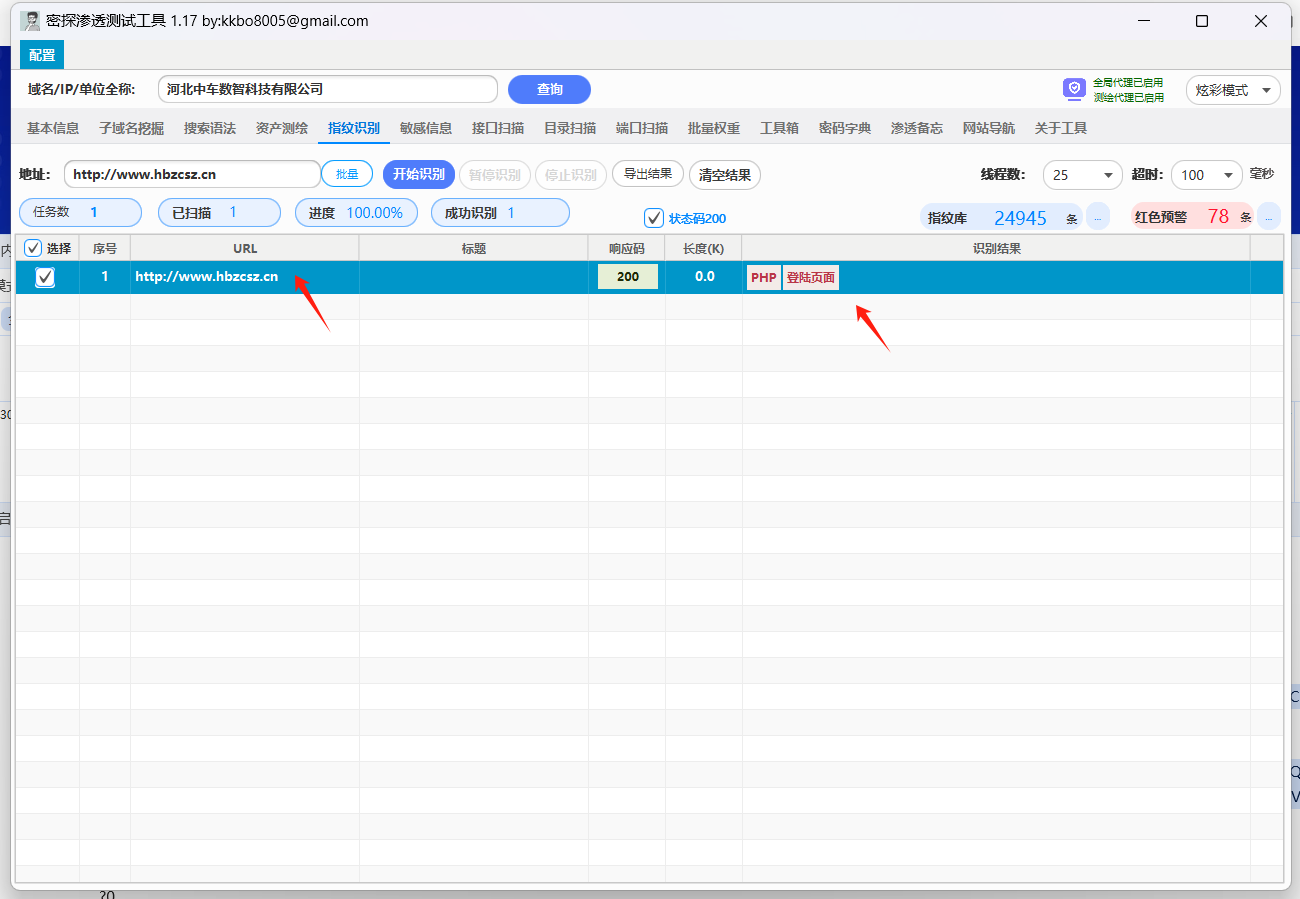 密探渗透测试工具 1.17 by:kkbo8005@gmail.com
配置
域名/IP/单位全称: 河北中车数智科技有限公司 查询 全局代理已启用 炫彩模式
测绘代理已启用
基本信息 子域名挖掘 搜索语法 资产测绘 指纹识别 敏感信息 接口扫描 目录扫描 端口扫描 批量权重 工具箱 密码字典 渗透备忘 网站导航 关于工具
地址: http://www.hbzcsz.cn 批量 开始识别 暂停识别 停止识别 导出结果 清空结果 线程数: 25 超时: 100 毫秒
任务数 1 已扫描 1 进度 100.00% 成功识别 1 状态码200 指纹库 24945 条 ... 红色预警 78 条 ...
选择 序号 URL 标题 响应码 长度(K) 识别结果
1 http://www.hbzcsz.cn 200 0.0 PHP 登陆页面
30
20